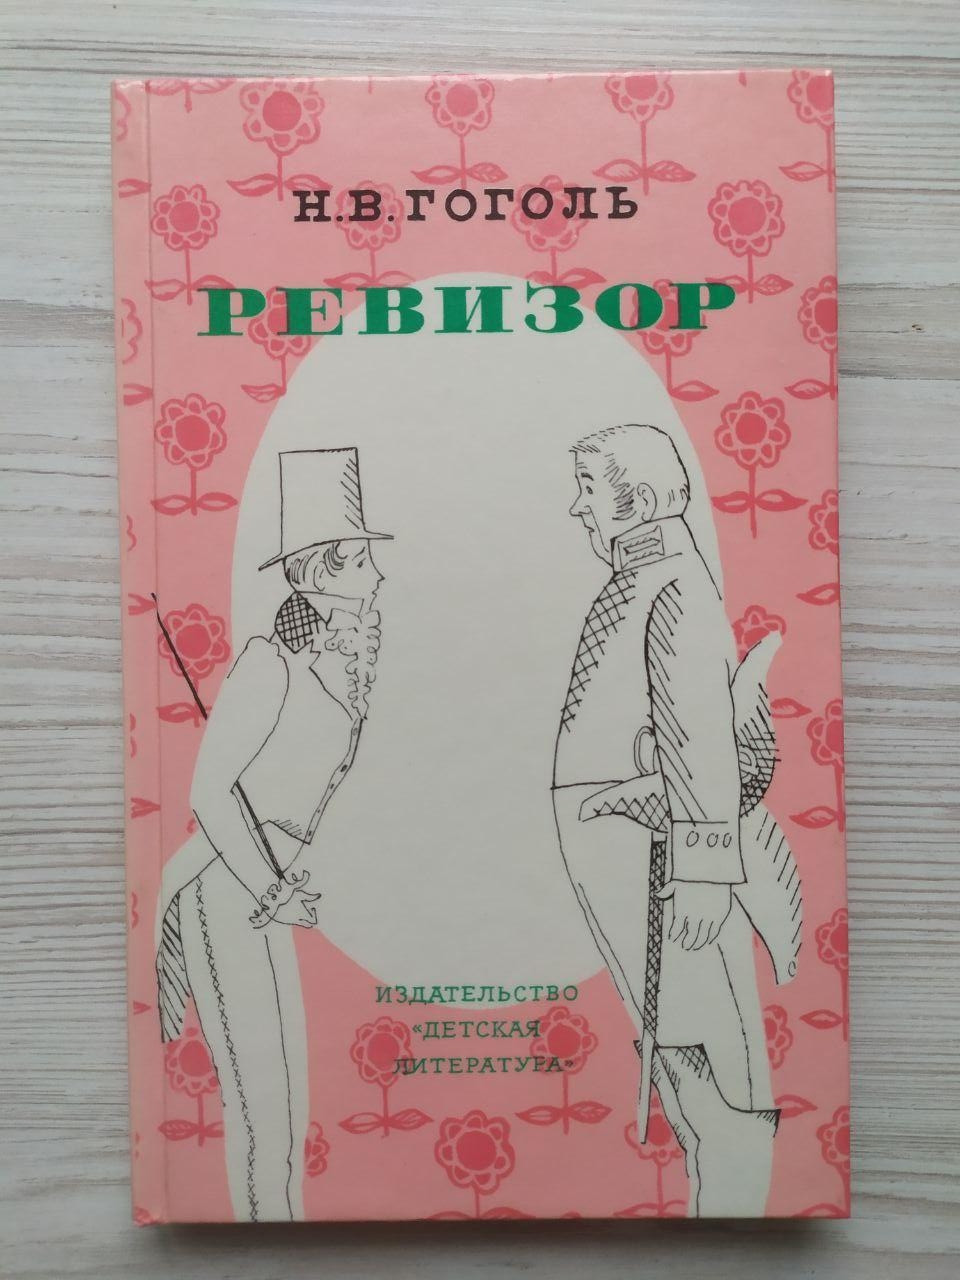 Н.В.ГОГОЛЬ
РЕВИЗОР
ИЗДАТЕЛЬСТВО
«ДЕТСКАЯ
ЛИТЕРАТУРА»